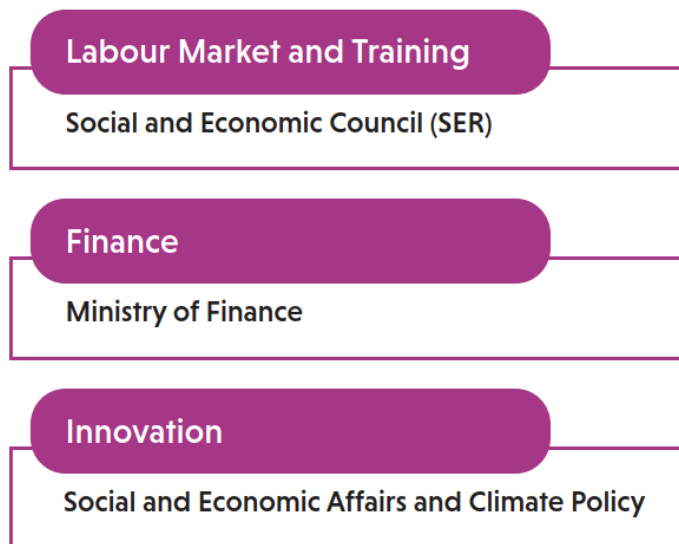 Labour Market and Training
Social and Economic Council (SER)
Finance
Ministry of Finance
Innovation
Social and Economic Affairs and Climate Policy